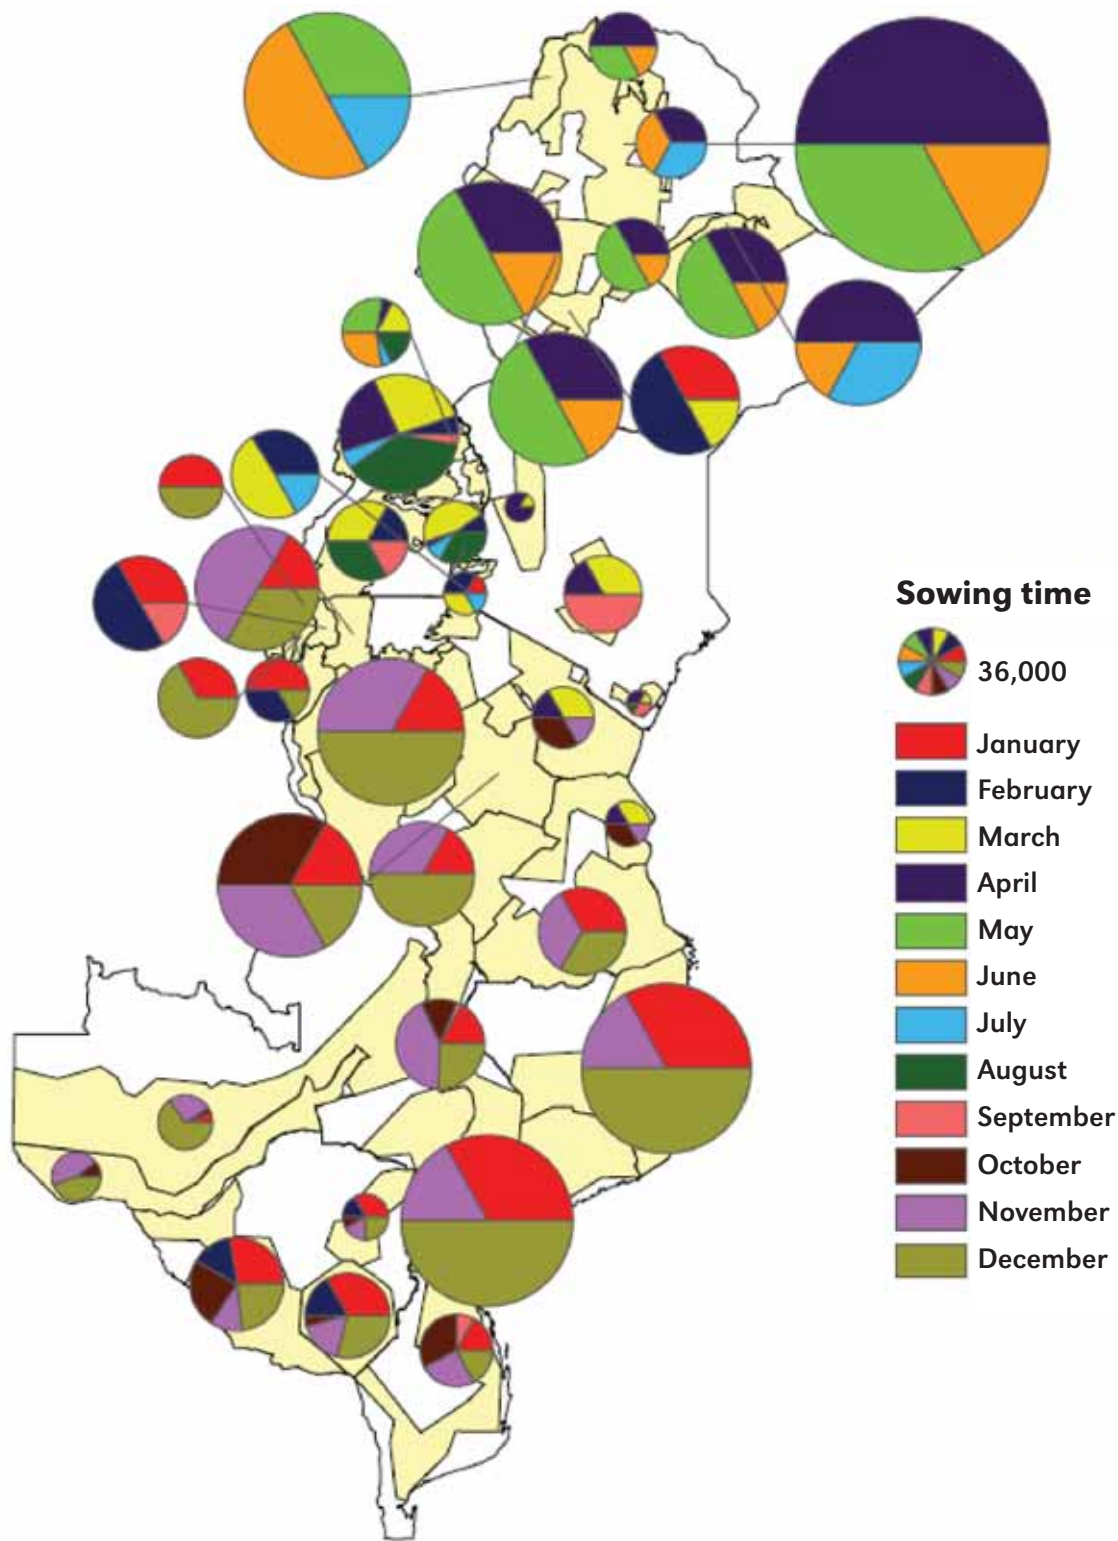 Sowing time
36,000
January
February
March
April
May
June
July
August
September
October
November
December